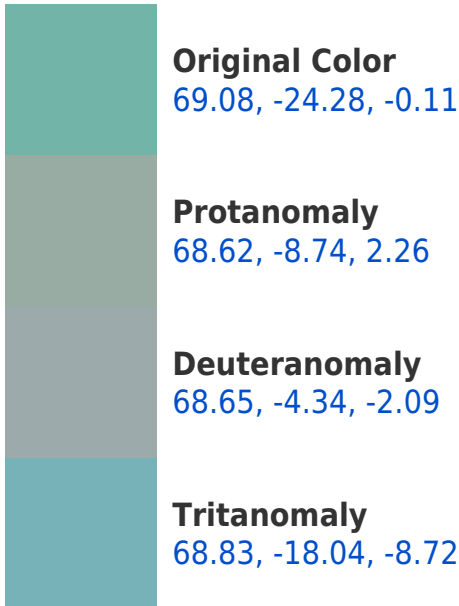 Original Color
69.08, -24.28, -0.11
Protanomaly
68.62, -8.74, 2.26
Deuteranomaly
68.65, -4.34, -2.09
Tritanomaly
68.83, -18.04, -8.72